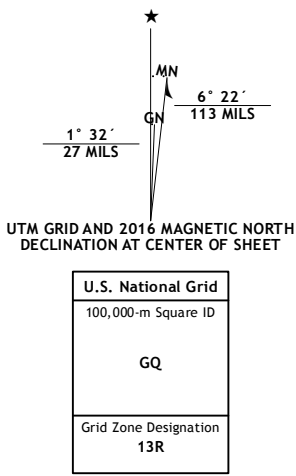 ★
MN
GN
6° 22´
113 MILS
1° 32´
27 MILS
UTM GRID AND 2016 MAGNETIC NORTH
DECLINATION AT CENTER OF SHEET
U.S. National Grid
100,000-m Square ID
GQ
Grid Zone Designation
13R